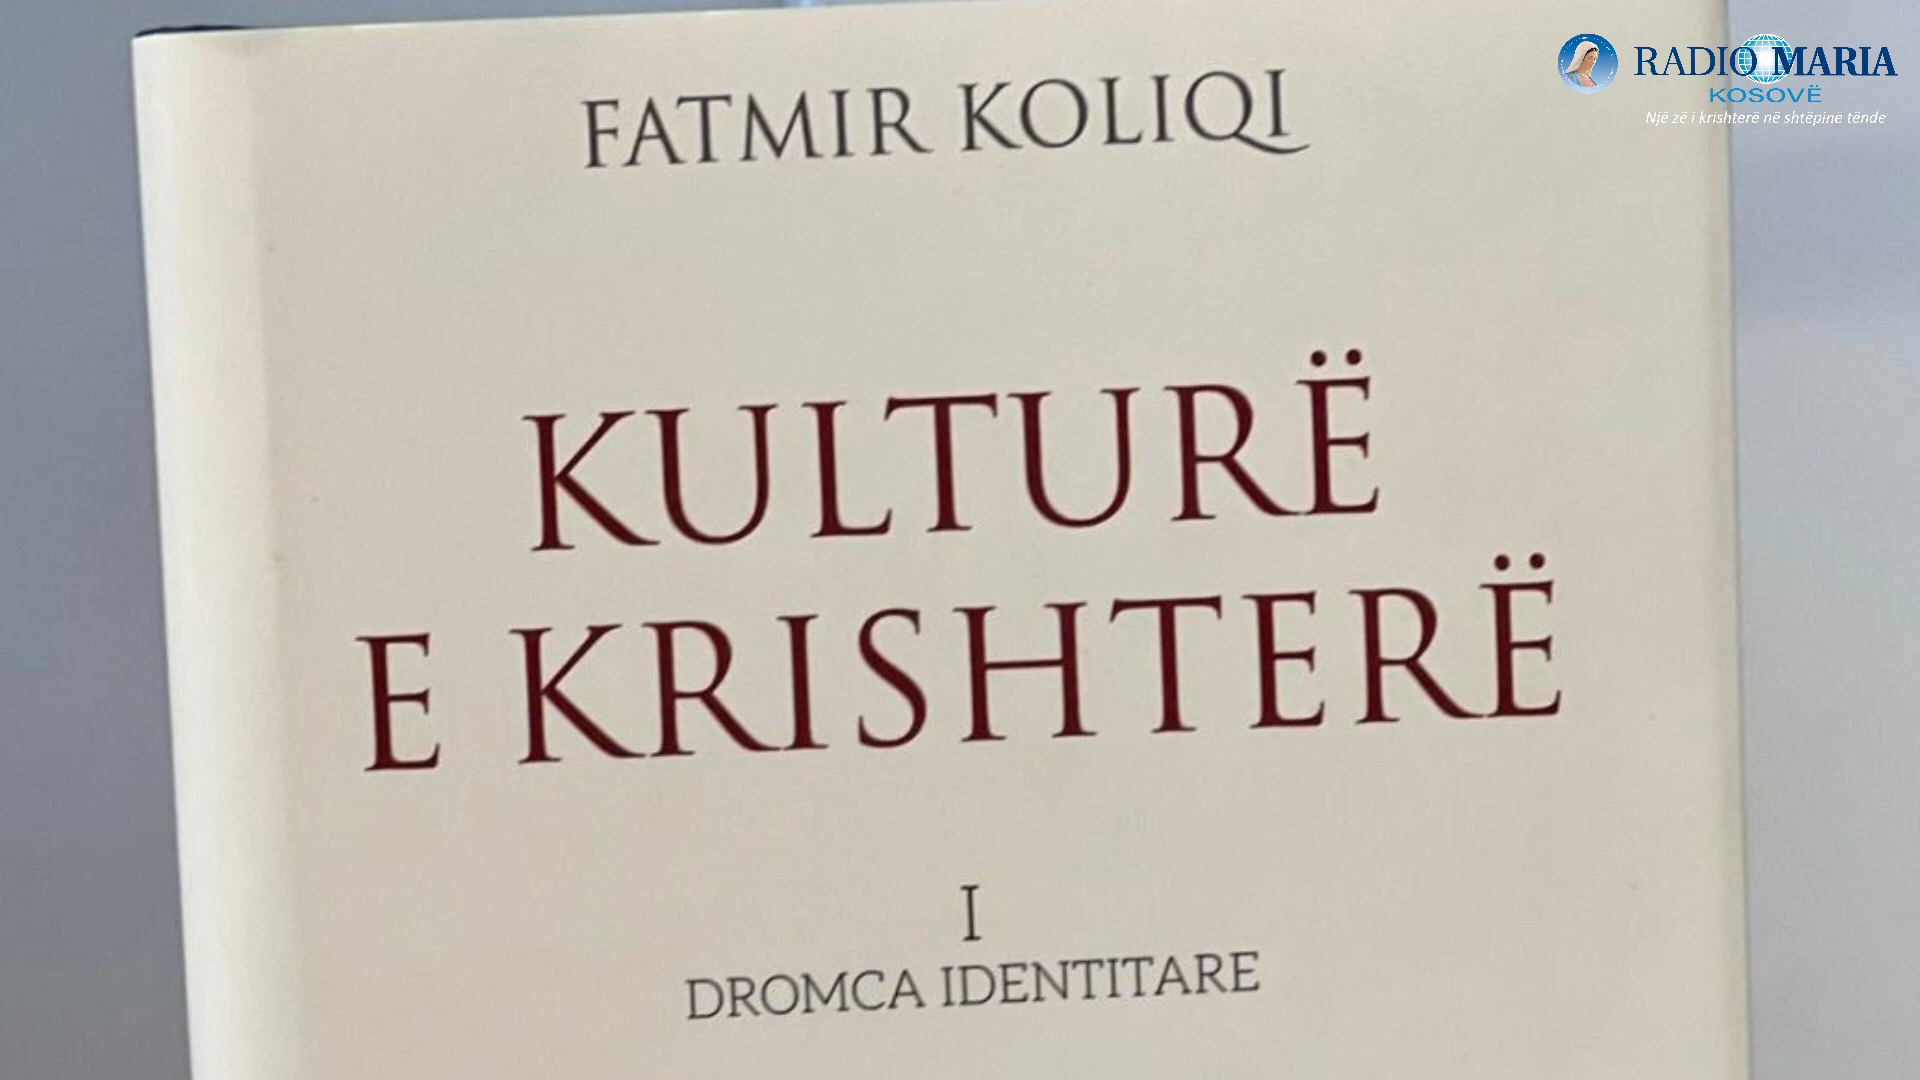 RADIO MARIA
KOSOVË
Një zë i krishterë në shtëpinë tënde
FATMIR KOLIQI
KULTURË
E KRISHTERË
I
DROMCA IDENTITARE